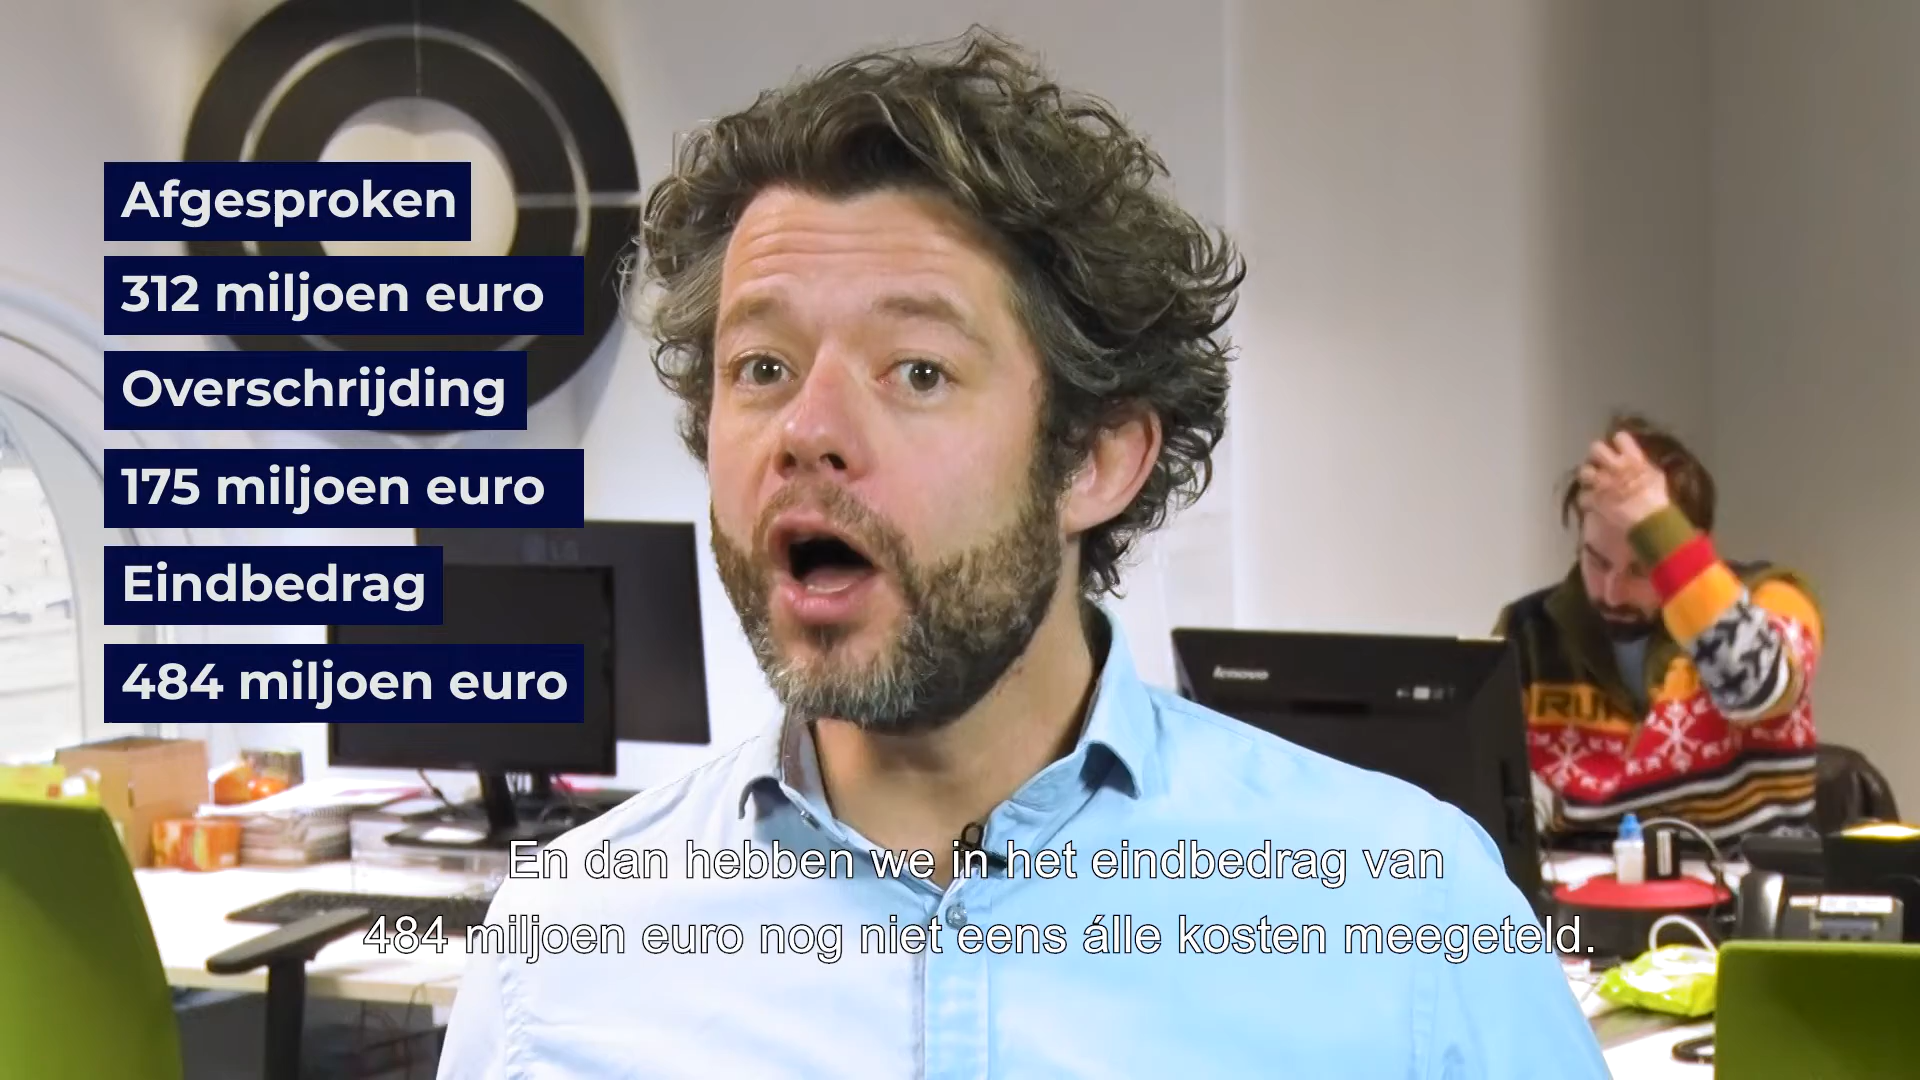 Afgesproken
312 miljoen euro
Overschrijding
175 miljoen euro
Eindbedrag
484 miljoen euro
lenovo
En dan hebben we in het eindbedrag van
484 miljoen euro nog niet eens álle kosten meegeteld.